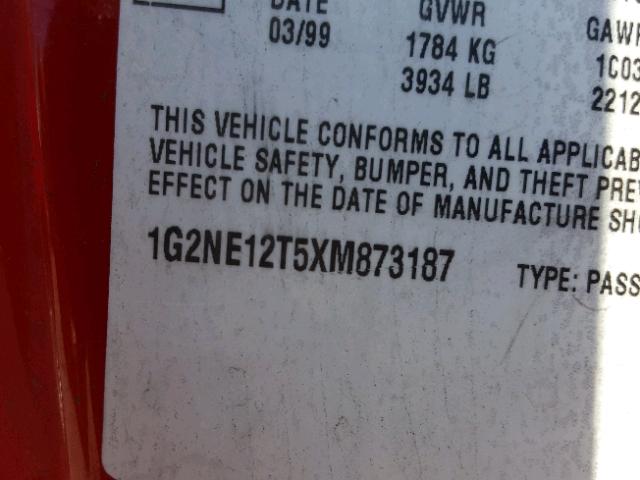 DATE GVWR GAWR
03/99 1784 KG 1C03
3934 LB 2212
THIS VEHICLE CONFORMS TO ALL APPLICAB
VEHICLE SAFETY, BUMPER, AND THEFT PRE
EFFECT ON THE DATE OF MANUFACTURE SH
1G2NE12T5XM873187 TYPE: PASS